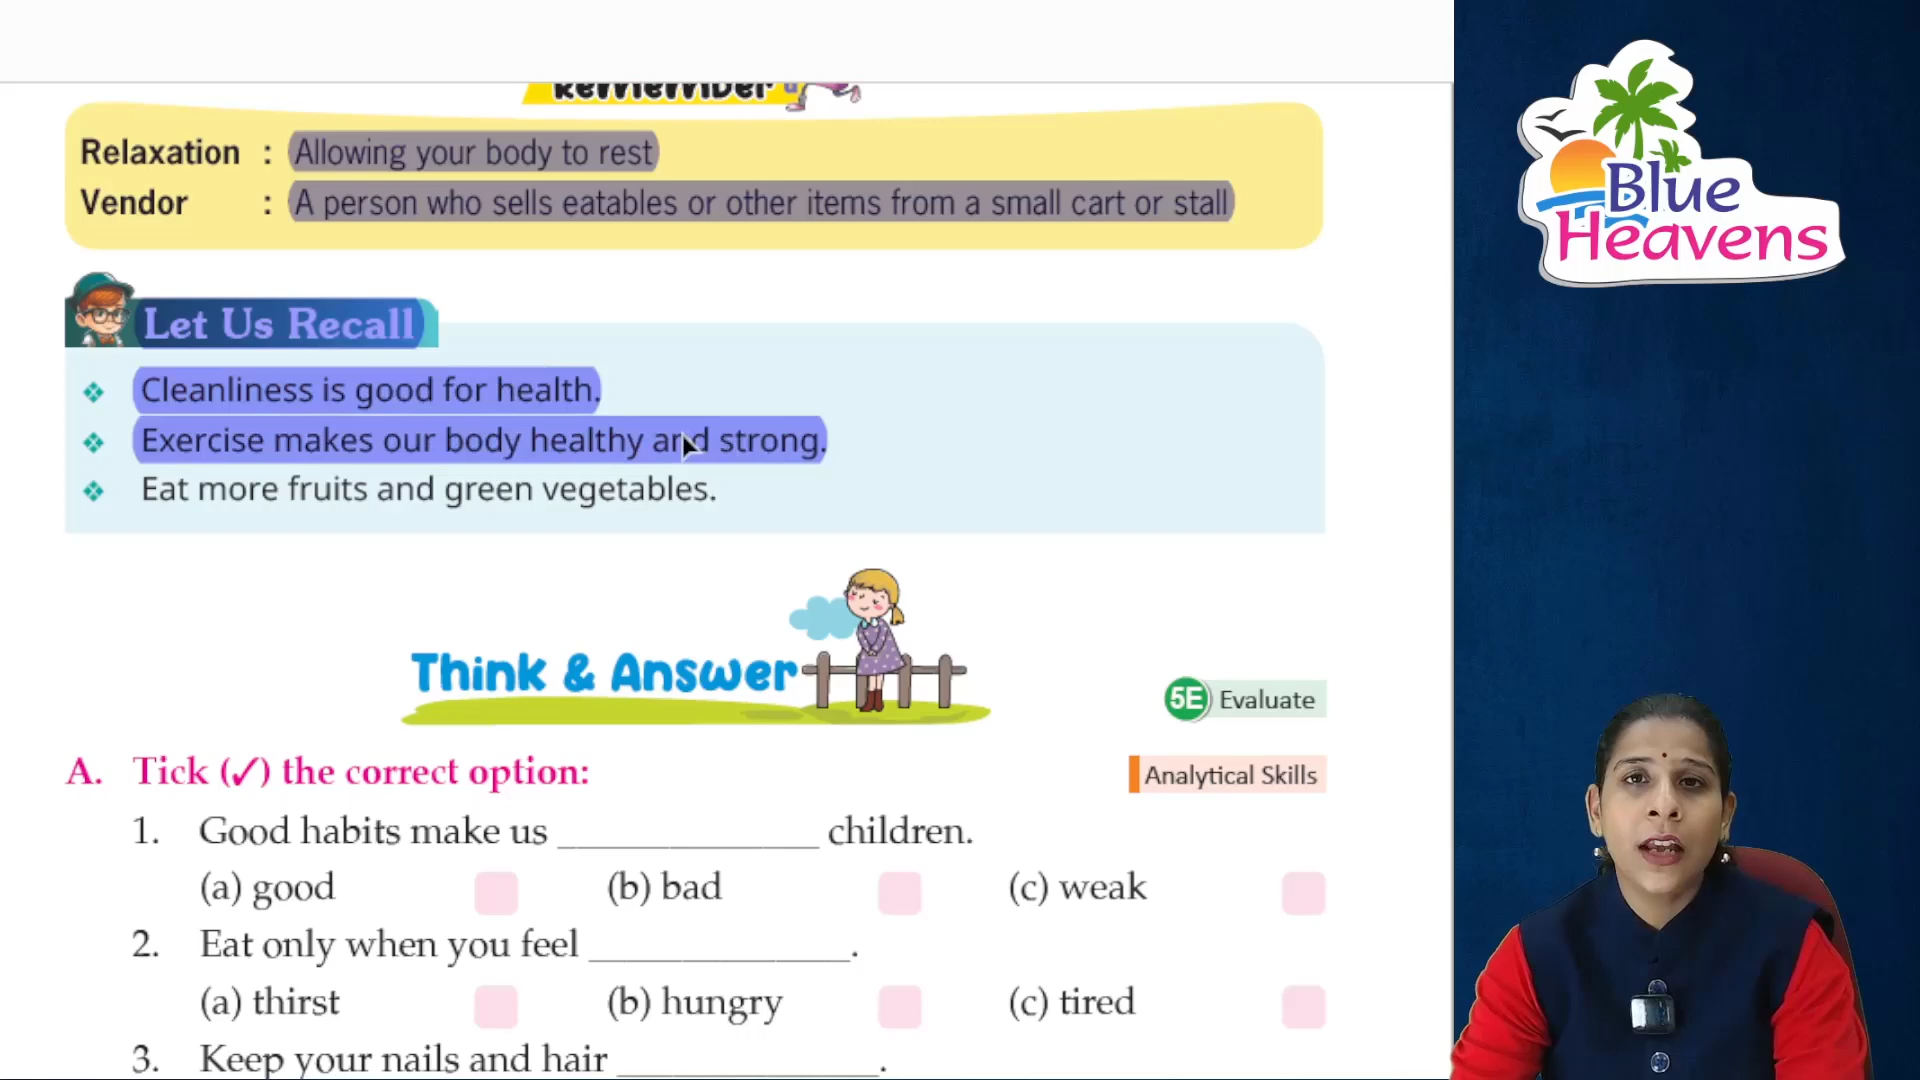 Remember
Relaxation : Allowing your body to rest
Vendor : A person who sells eatables or other items from a small cart or stall
Let Us Recall
❖ Cleanliness is good for health.
❖ Exercise makes our body healthy and strong.
❖ Eat more fruits and green vegetables.
Think & Answer
5E Evaluate
A. Tick (✓) the correct option:
Analytical Skills
1. Good habits make us ______________ children.
(a) good (b) bad (c) weak
2. Eat only when you feel ______________.
(a) thirst (b) hungry (c) tired
3. Keep your nails and hair ______________.
Blue
Heavens